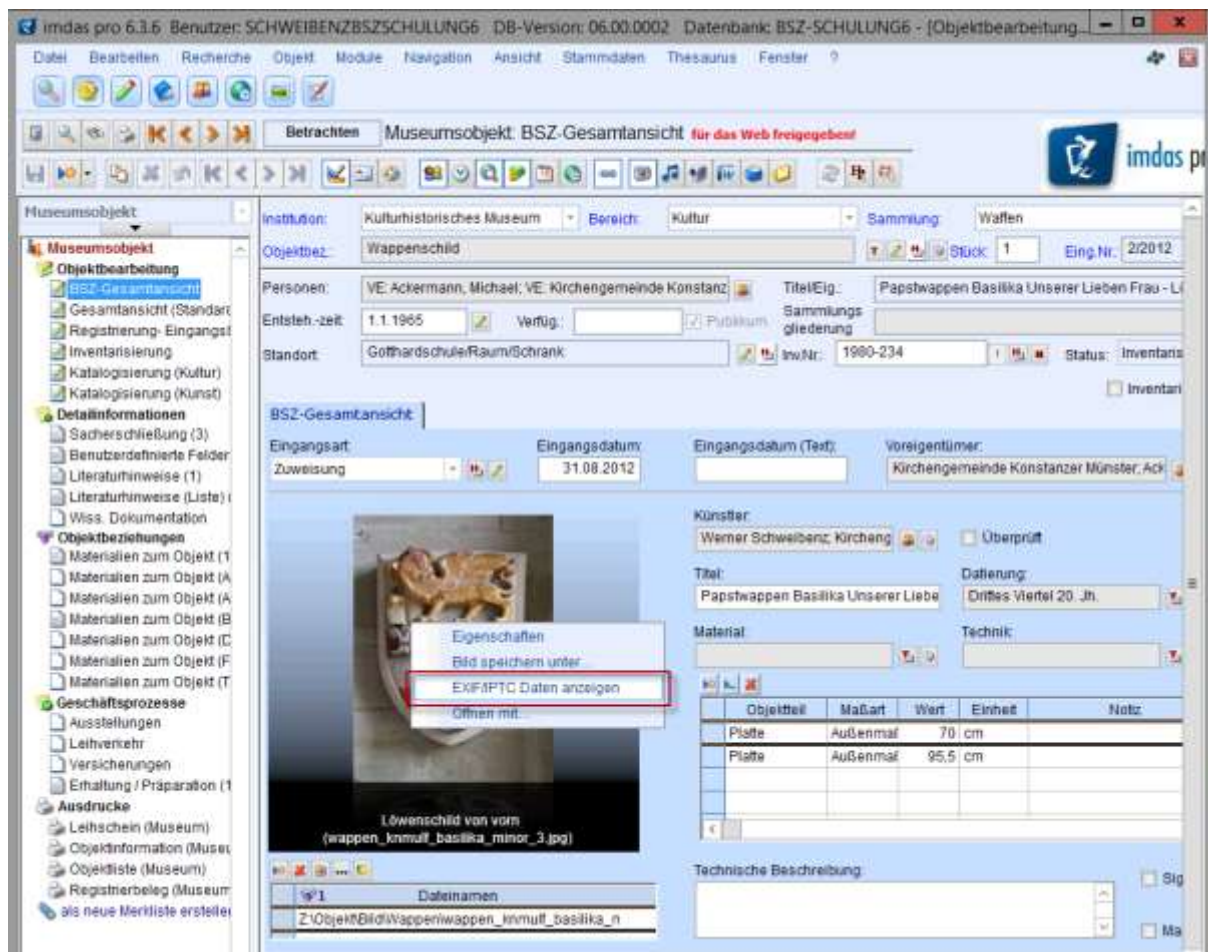 imdas pro 6.3.6 Benutzer: SCHWEIBENZBSZSCHULUNG6 DB-Version: 06.00.0002 Datenbank: BSZ-SCHULUNG6 - [Objektbearbeitung...
Datei Bearbeiten Recherche Objekt Module Navigation Ansicht Stammdaten Thesaurus Fenster ?
Betrachten Museumsobjekt: BSZ-Gesamtansicht für das Web freigegeben!
imdas pr
Museumsobjekt
Museumsobjekt
Objektbearbeitung
BSZ-Gesamtansicht
Gesamtansicht (Standard
Registrierung- Eingangsb
Inventarisierung
Katalogisierung (Kultur)
Katalogisierung (Kunst)
Detailinformationen
Sacherschließung (3)
Benutzerdefinierte Felder
Literaturhinweise (1)
Literaturhinweise (Liste) (
Wiss. Dokumentation
Objektbeziehungen
Materialien zum Objekt (1
Materialien zum Objekt (A
Materialien zum Objekt (A
Materialien zum Objekt (B
Materialien zum Objekt (D
Materialien zum Objekt (F
Materialien zum Objekt (T
Geschäftsprozesse
Ausstellungen
Leihverkehr
Versicherungen
Erhaltung / Präparation (1
Ausdrucke
Leihschein (Museum)
Objektinformation (Museu
Objektliste (Museum)
Registrierbeleg (Museum
als neue Merkliste erstellen
Institution: Kulturhistorisches Museum Bereich: Kultur Sammlung: Waffen
Objektbez.: Wappenschild Stück: 1 Eing.Nr.: 2/2012
Personen: VE: Ackermann, Michael; VE: Kirchengemeinde Konstanz Titel/Eig.: Papstwappen Basilika Unserer Lieben Frau - Li
Entsteh.-zeit: 1.1.1965 Verfüg.: Publikum Sammlungs
gliederung
Standort: Gotthardschule/Raum/Schrank Inv.Nr.: 1980-234 Status: Inventaris
Inventari
BSZ-Gesamtansicht
Eingangsart: Eingangsdatum: Eingangsdatum (Text): Voreigentümer:
Zuweisung 31.08.2012 Kirchengemeinde Konstanzer Münster; Ack
Künstler:
Werner Schweibenz; Kircheng Überprüft
Titel: Datierung:
Papstwappen Basilika Unserer Liebe Drittes Viertel 20. Jh.
Material: Technik:
Eigenschaften
Bild speichern unter...
EXIF/IPTC Daten anzeigen
Öffnen mit...
Objektteil Maßart Wert Einheit Notiz
Platte Außenmaß 70 cm
Platte Außenmaß 95,5 cm
Löwenschild von vorn
(wappen_knmulf_basilika_minor_3.jpg)
1 Dateinamen
Z:\Objekt\Bild\Wappen\wappen_knmulf_basilika_n
Technische Beschreibung:
Sig
Ma